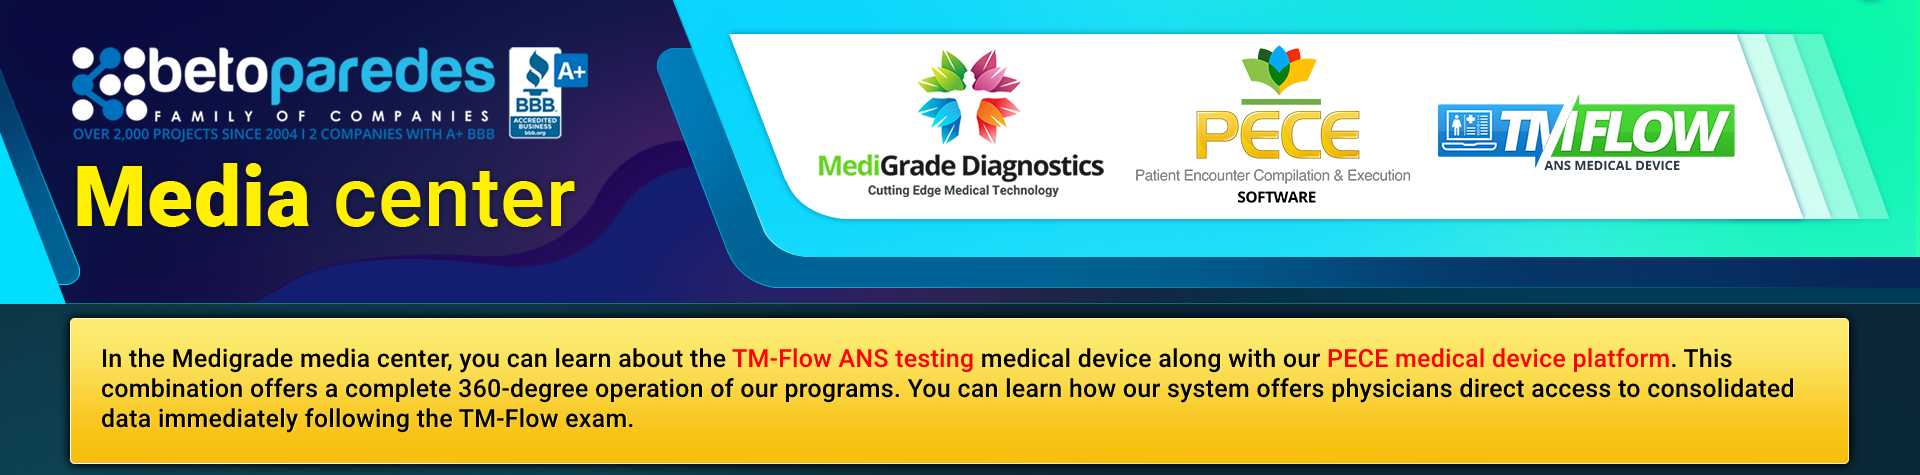 betoparedes
FAMILY OF COMPANIES
OVER 2,000 PROJECTS SINCE 2004 I 2 COMPANIES WITH A+ BBB
BBB
ACCREDITED
BUSINESS
bbb.org
A+
Media center
MediGrade Diagnostics
Cutting Edge Medical Technology
PECE
Patient Encounter Compilation & Execution
SOFTWARE
TM FLOW
ANS MEDICAL DEVICE
In the Medigrade media center, you can learn about the TM-Flow ANS testing medical device along with our PECE medical device platform. This
combination offers a complete 360-degree operation of our programs. You can learn how our system offers physicians direct access to consolidated
data immediately following the TM-Flow exam.